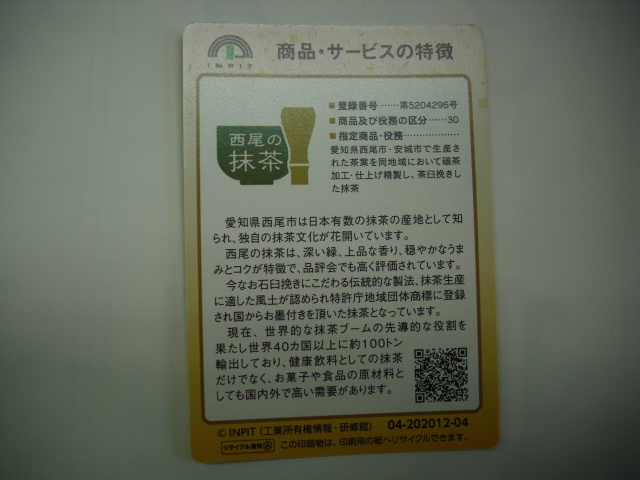 INPIT
商品・サービスの特徴
西尾の
抹茶
■登録番号……第5204296号
■商品及び役務の区分……30
■指定商品・役務………………
愛知県西尾市・安城市で生産さ
れた茶葉を同地域において碾茶
加工・仕上げ精製し、茶臼挽きし
た抹茶
愛知県西尾市は日本有数の抹茶の産地として知
られ、独自の抹茶文化が花開いています。
西尾の抹茶は、深い緑、上品な香り、穏やかなうま
みとコクが特徴で、品評会でも高く評価されています。
今なお石臼挽きにこだわる伝統的な製法、抹茶生産
に適した風土が認められ特許庁地域団体商標に登録
され国からお墨付きを頂いた抹茶となっています。
現在、世界的な抹茶ブームの先導的な役割を
果たし世界40カ国以上に約100トン
輸出しており、健康飲料としての抹茶
だけでなく、お菓子や食品の原材料と
しても国内外で高い需要があります。
© INPIT (工業所有権情報・研修館) 04-202012-04
リサイクル適性Ⓐ この印刷物は、印刷用の紙へリサイクルできます。